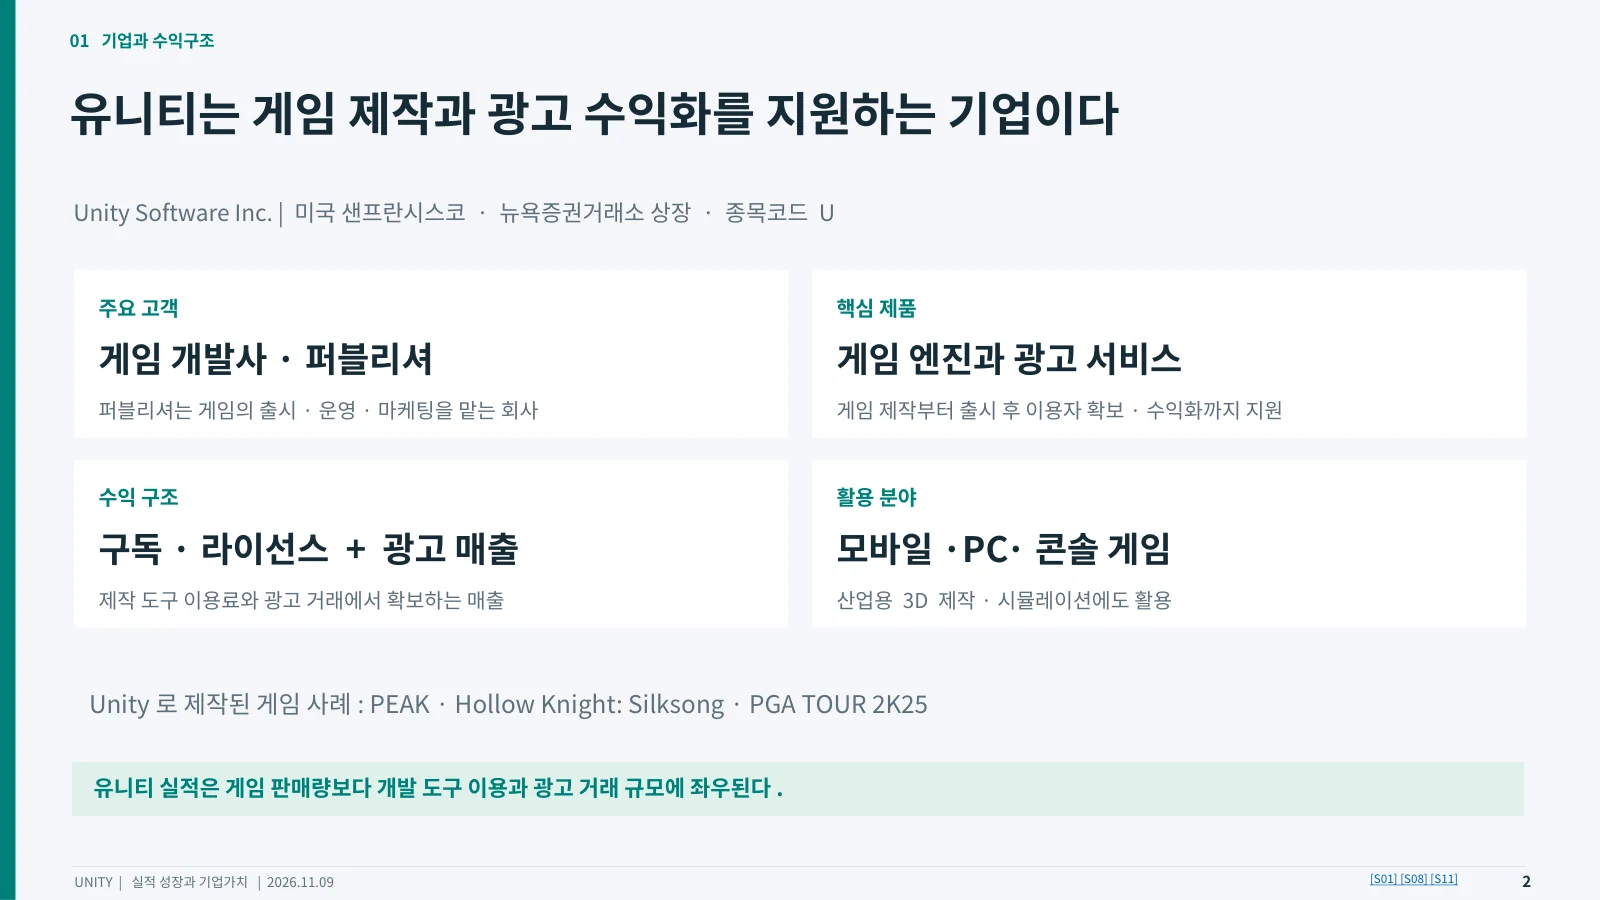 01 기업과 수익구조
유니티는 게임 제작과 광고 수익화를 지원하는 기업이다
Unity Software Inc. | 미국 샌프란시스코 · 뉴욕증권거래소 상장 · 종목코드 U
주요 고객
게임 개발사 · 퍼블리셔
퍼블리셔는 게임의 출시 · 운영 · 마케팅을 맡는 회사
핵심 제품
게임 엔진과 광고 서비스
게임 제작부터 출시 후 이용자 확보 · 수익화까지 지원
수익 구조
구독 · 라이선스 + 광고 매출
제작 도구 이용료와 광고 거래에서 확보하는 매출
활용 분야
모바일 ·PC· 콘솔 게임
산업용 3D 제작 · 시뮬레이션에도 활용
Unity 로 제작된 게임 사례 : PEAK · Hollow Knight: Silksong · PGA TOUR 2K25
유니티 실적은 게임 판매량보다 개발 도구 이용과 광고 거래 규모에 좌우된다 .
UNITY | 실적 성장과 기업가치 | 2026.11.09
[S01] [S08] [S11]
2